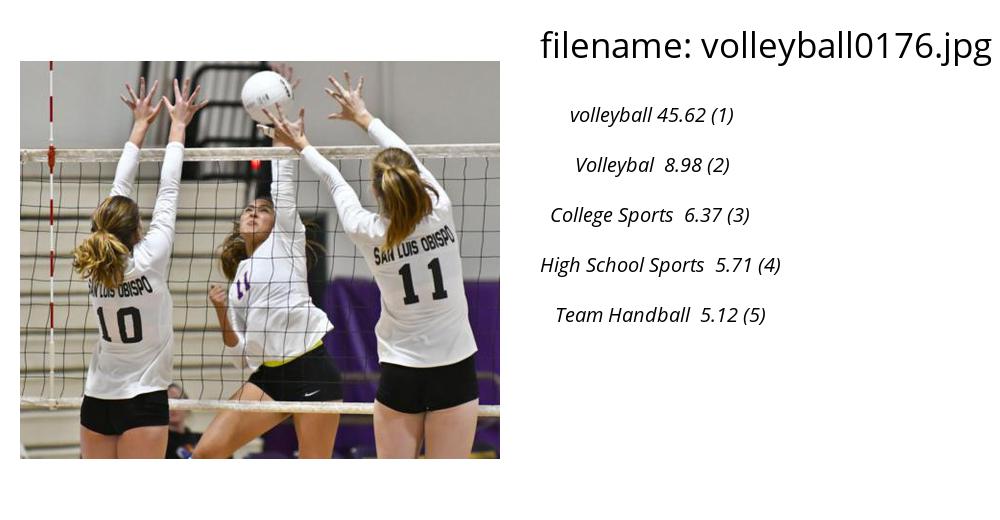 filename: volleyball0176.jpg
volleyball 45.62 (1)
Volleybal 8.98 (2)
College Sports 6.37 (3)
High School Sports 5.71 (4)
Team Handball 5.12 (5)
SAN LUIS OBISPO
10
11
SAN LUIS OBISPO
11